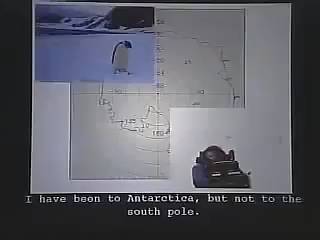 I have been to Antarctica, but not to the
south pole.